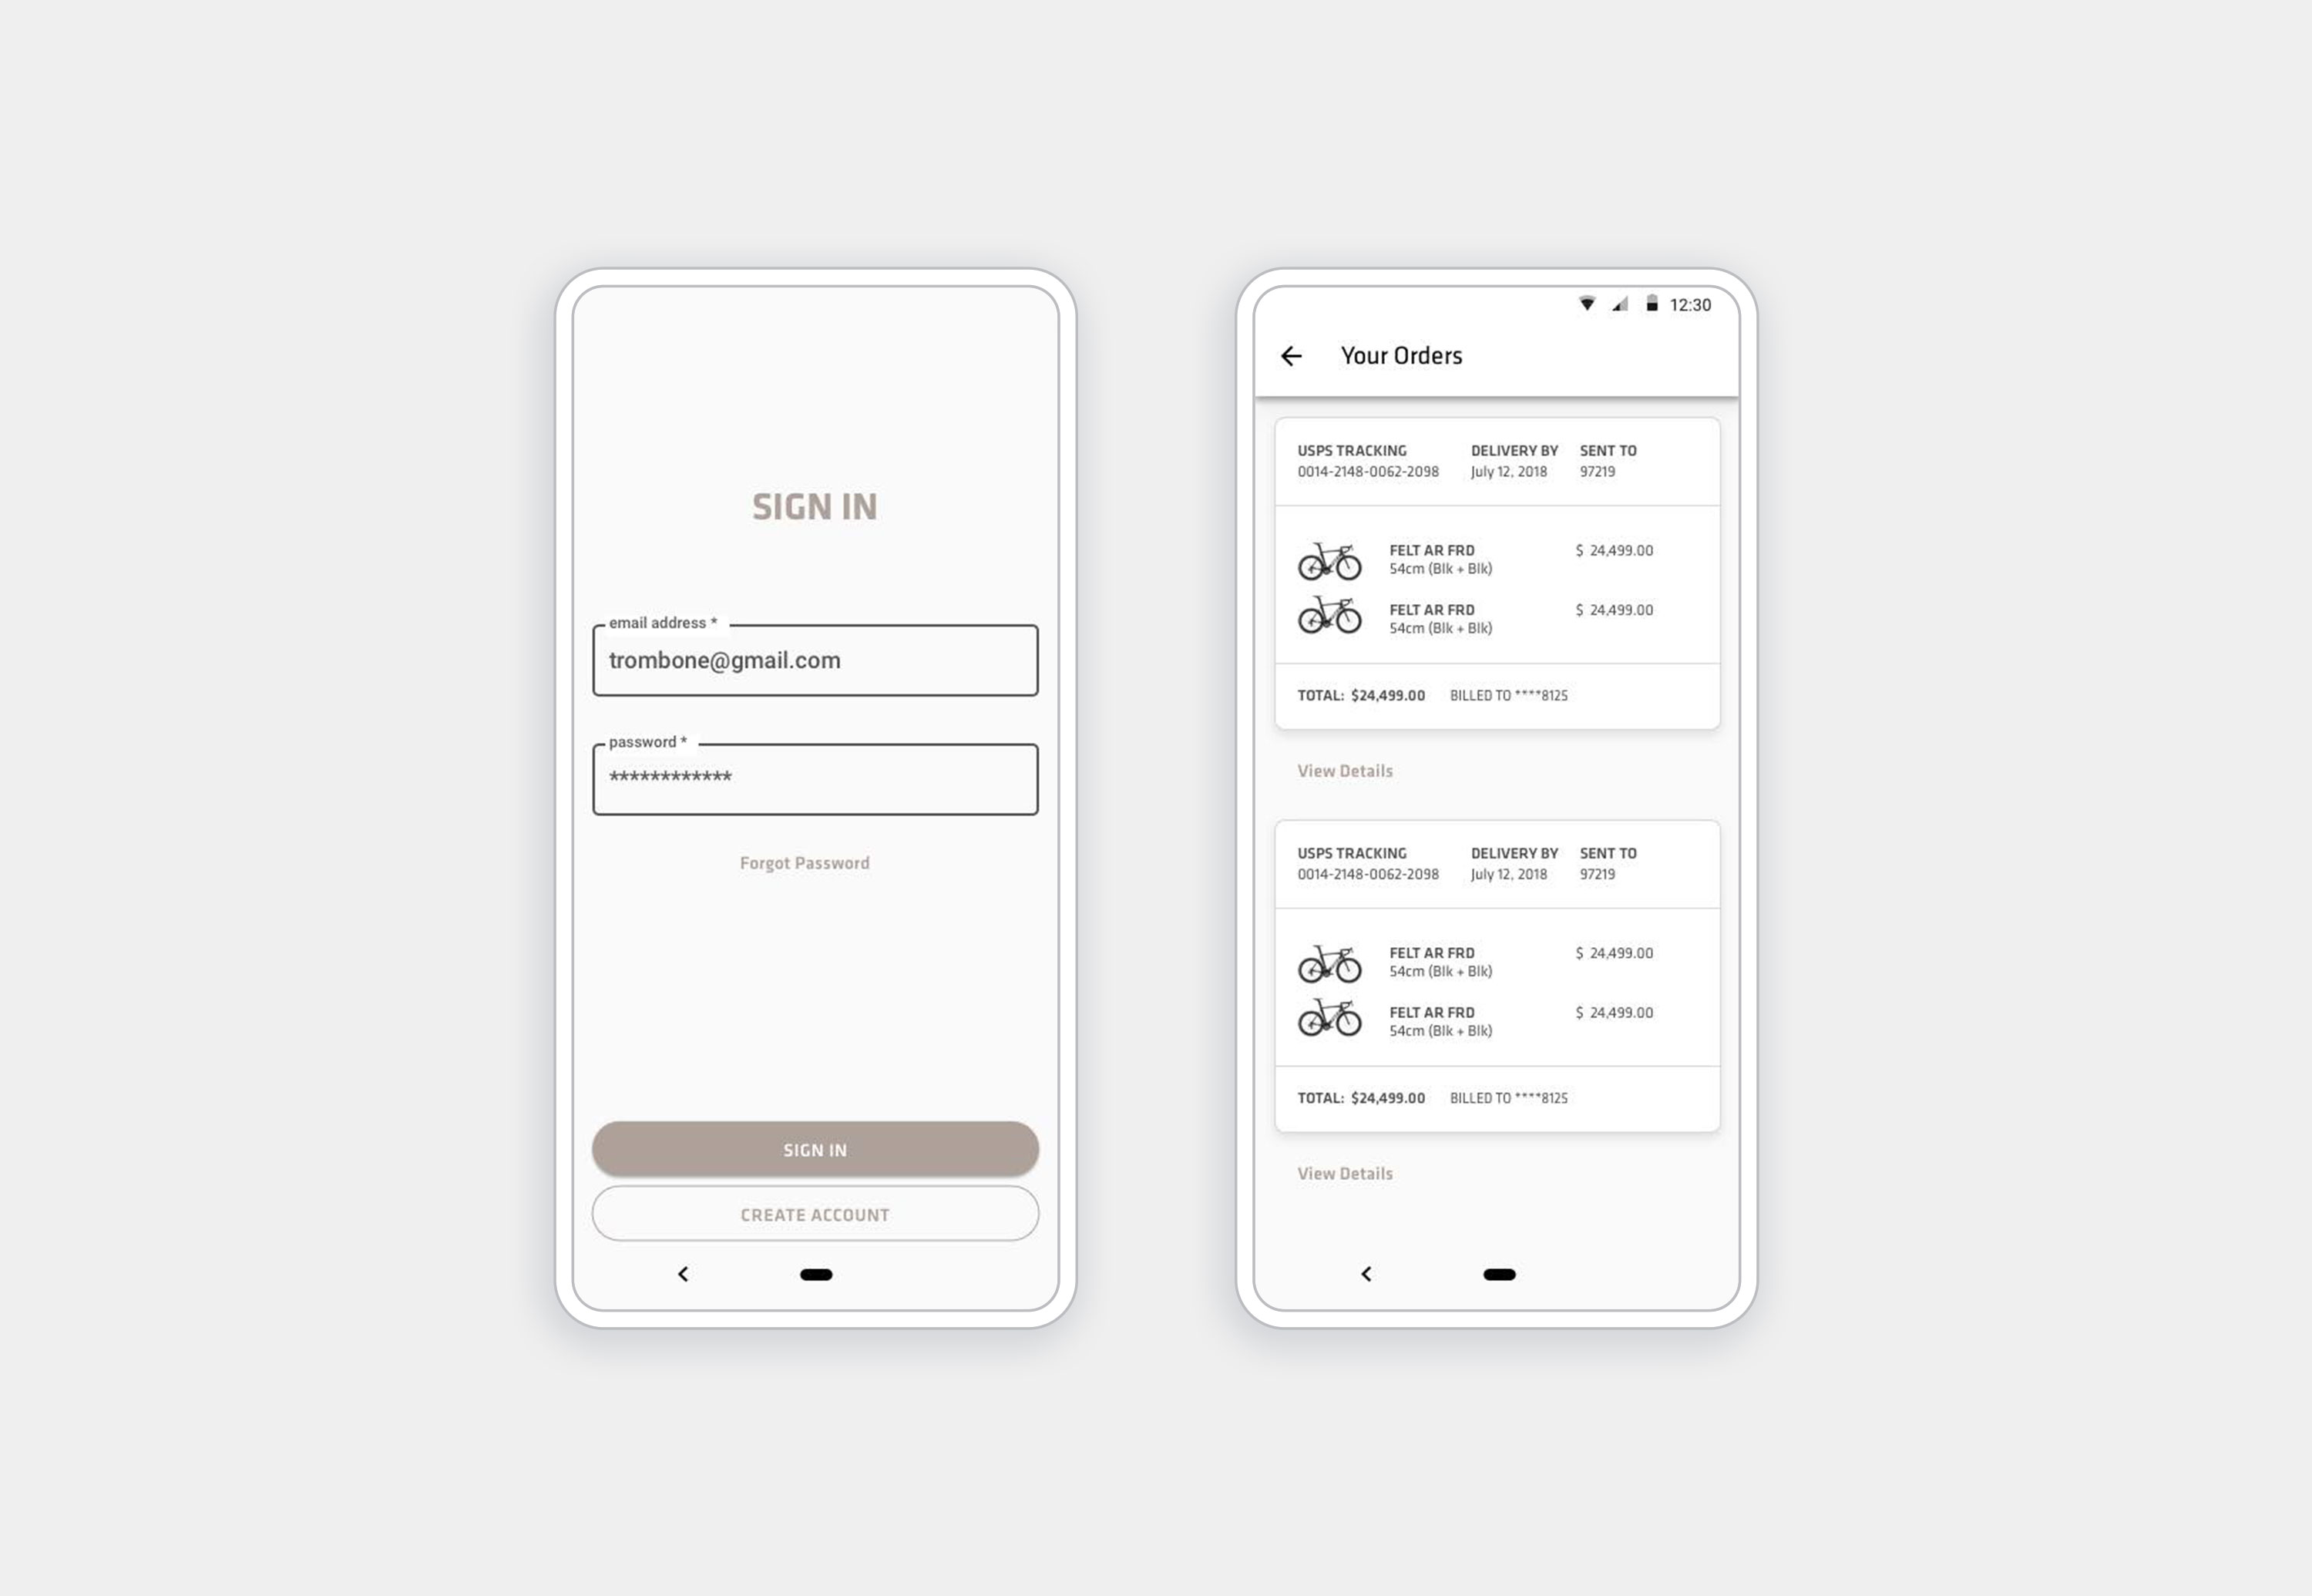 SIGN IN
email address *
trombone@gmail.com
password *
************
Forgot Password
SIGN IN
CREATE ACCOUNT
12:30
Your Orders
USPS TRACKING DELIVERY BY SENT TO
0014-2148-0062-2098 July 12, 2018 97219
FELT AR FRD $ 24,499.00
54cm (Blk + Blk)
FELT AR FRD $ 24,499.00
54cm (Blk + Blk)
TOTAL: $24,499.00 BILLED TO ****8125
View Details
USPS TRACKING DELIVERY BY SENT TO
0014-2148-0062-2098 July 12, 2018 97219
FELT AR FRD $ 24,499.00
54cm (Blk + Blk)
FELT AR FRD $ 24,499.00
54cm (Blk + Blk)
TOTAL: $24,499.00 BILLED TO ****8125
View Details